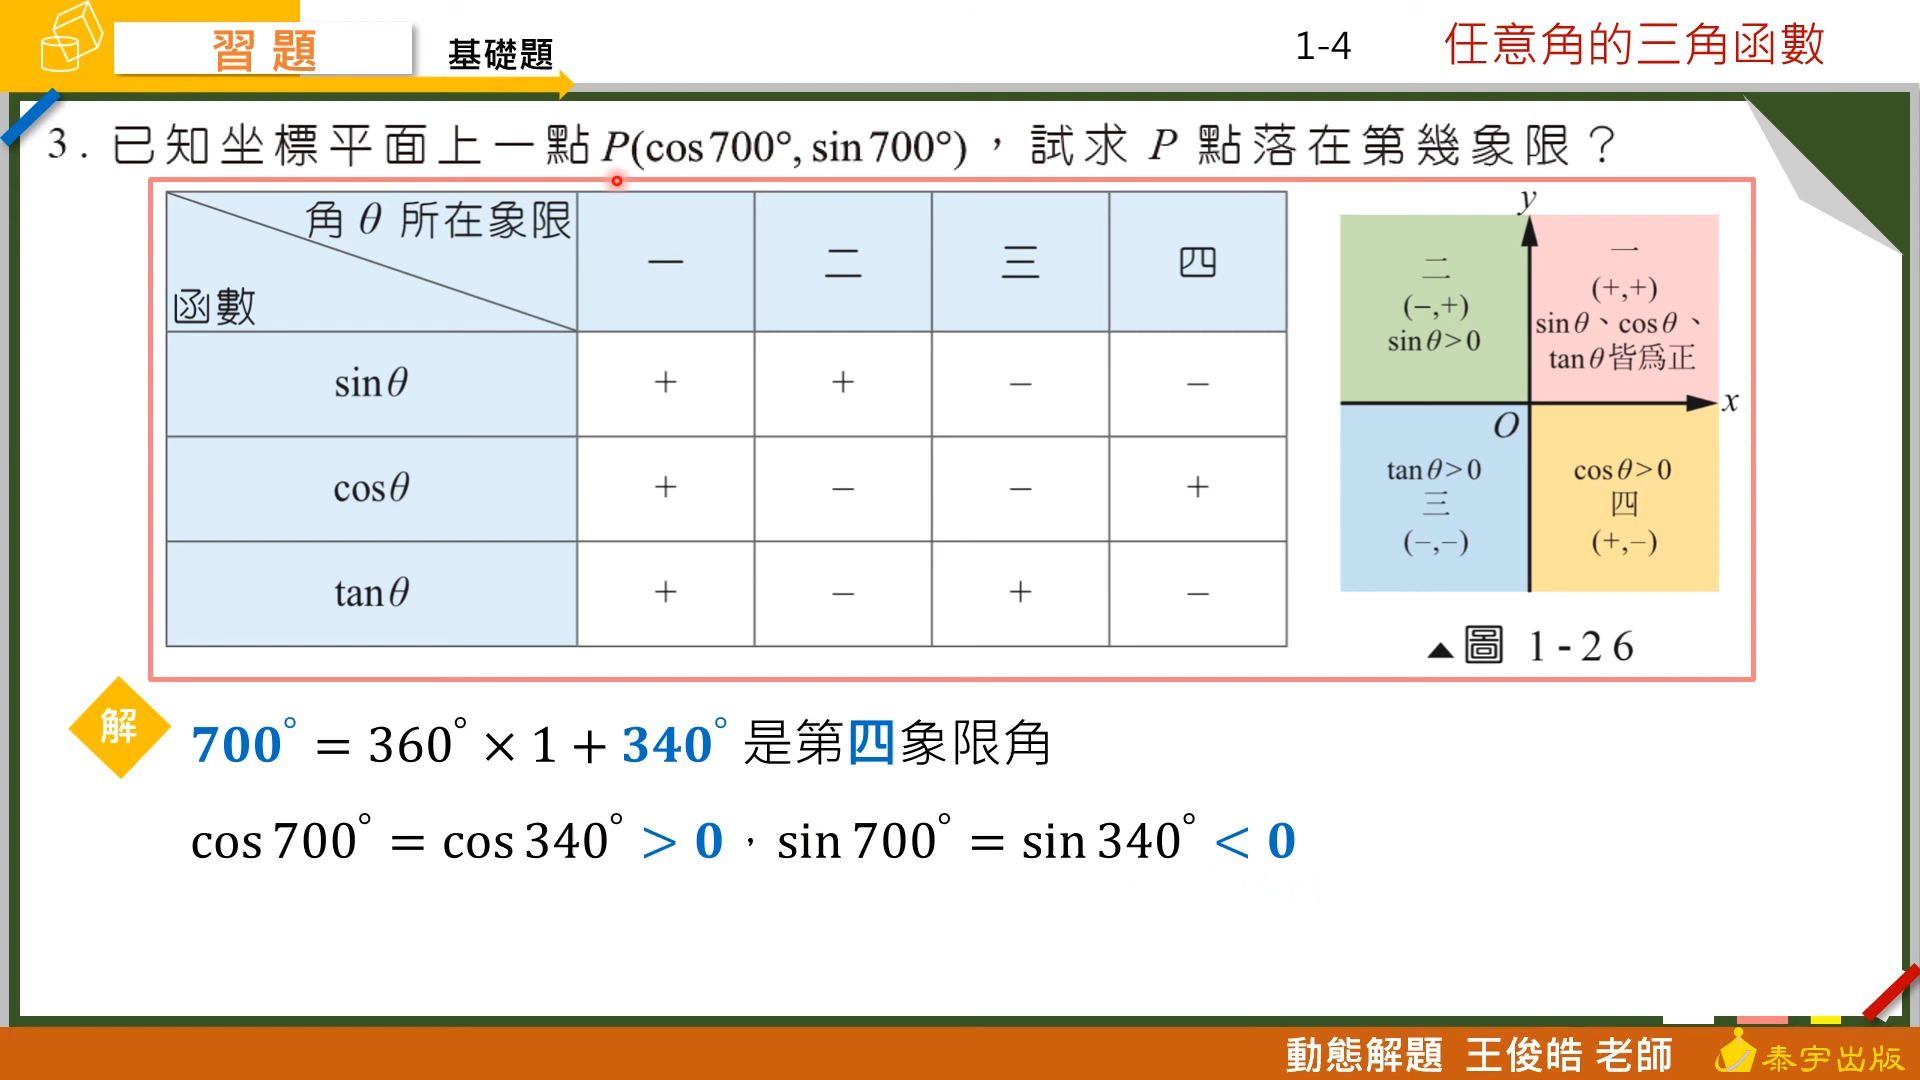 習題
基礎題
1-4 任意角的三角函數
3. 已知坐標平面上一點P(cos700°, sin700°)，試求 P 點落在第幾象限？
角 θ 所在象限
函數
一 二 三 四
sinθ + + − −
cosθ + − − +
tanθ + − + −
y
二
(−,+)
sinθ>0
一
(+,+)
sinθ、cosθ、
tanθ皆爲正
x
O
tanθ>0
三
(−,−)
cosθ>0
四
(+,−)
▲圖 1-26
解
700° = 360° × 1 + 340° 是第四象限角
cos 700° = cos 340° > 0，sin 700° = sin 340° < 0
動態解題 王俊皓 老師
泰宇出版